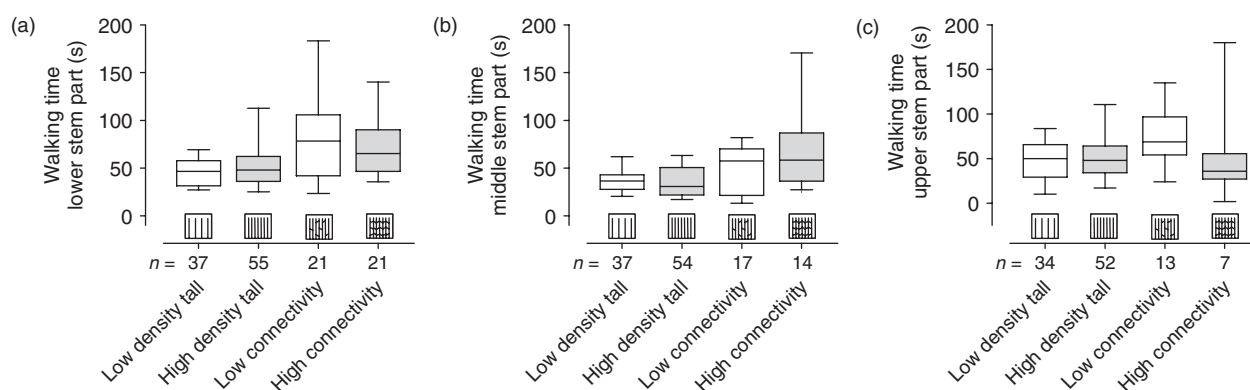 (a)
Walking time
lower stem part (s)
200
150
100
50
0
n = 37 55 21 21
Low density tall
High density tall
Low connectivity
High connectivity
(b)
Walking time
middle stem part (s)
200
150
100
50
0
n = 37 54 17 14
Low density tall
High density tall
Low connectivity
High connectivity
(c)
Walking time
upper stem part (s)
200
150
100
50
0
n = 34 52 13 7
Low density tall
High density tall
Low connectivity
High connectivity